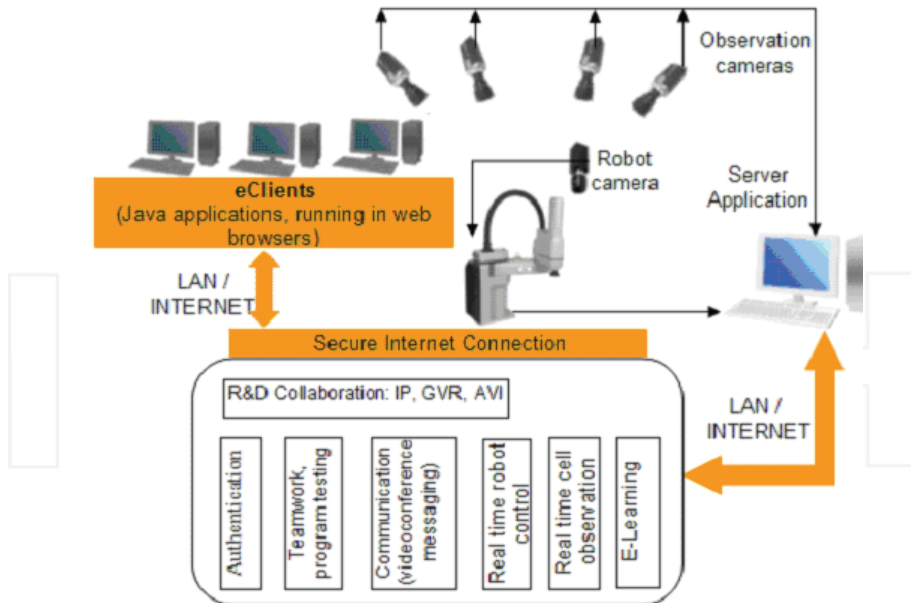 Observation
cameras
Robot
camera
Server
Application
eClients
(Java applications, running in web
browsers)
LAN /
INTERNET
Secure Internet Connection
R&D Collaboration: IP, GVR, AVI
LAN /
INTERNET
Authentication
Teamwork,
program testing
Communication
(videoconference
messaging)
Real time robot
control
Real time cell
observation
E-Learning